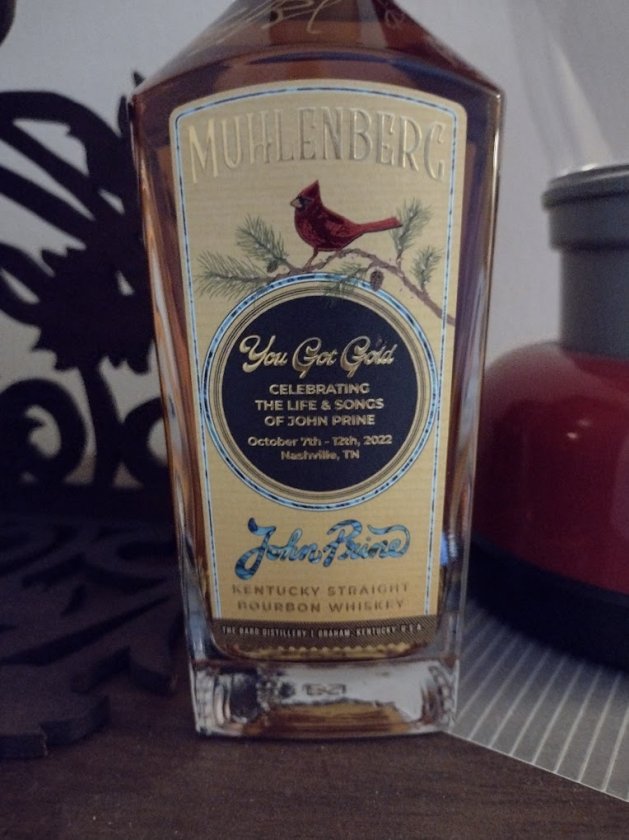 MUHLENBERG
You Got Gold
CELEBRATING
THE LIFE & SONGS
OF JOHN PRINE
October 7th - 12th, 2022
Nashville, TN
John Prine
KENTUCKY STRAIGHT
BOURBON WHISKEY
THE BARD DISTILLERY | GRAHAM, KENTUCKY U.S.A.